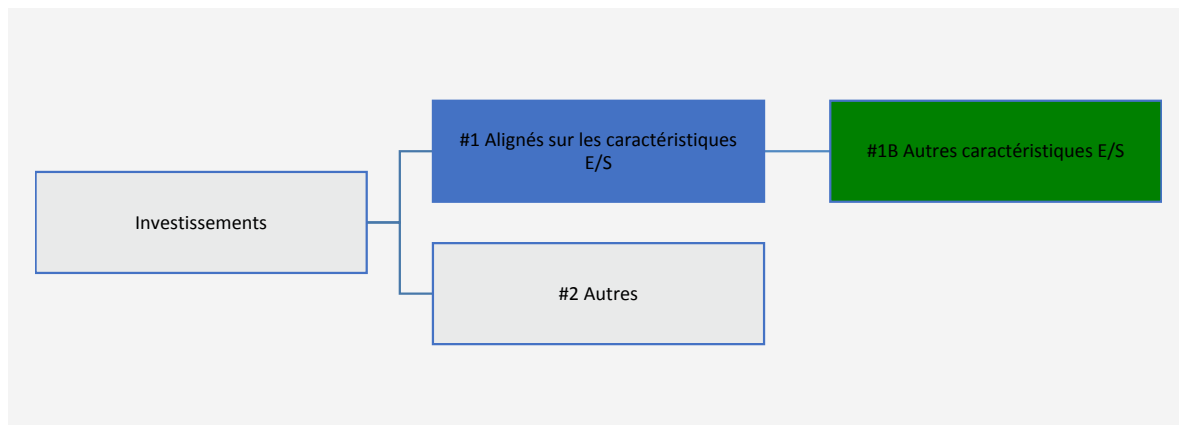 #1 Alignés sur les caractéristiques
E/S
#1B Autres caractéristiques E/S
Investissements
#2 Autres